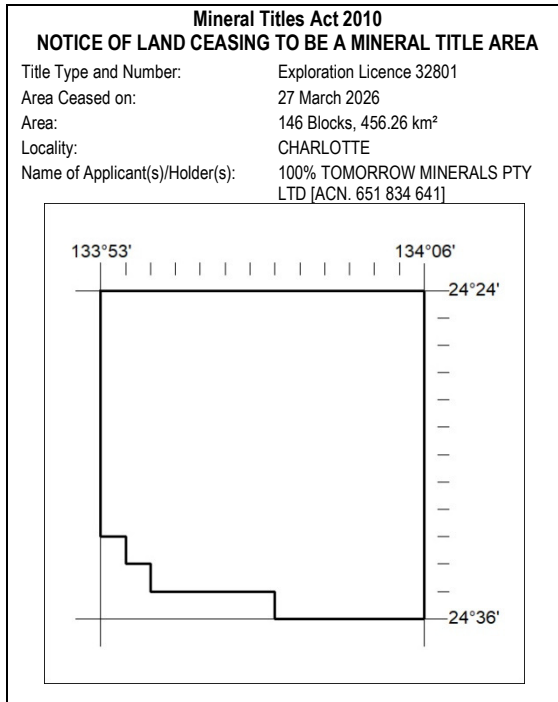 Mineral Titles Act 2010
NOTICE OF LAND CEASING TO BE A MINERAL TITLE AREA
Title Type and Number: Exploration Licence 32801
Area Ceased on: 27 March 2026
Area: 146 Blocks, 456.26 km²
Locality: CHARLOTTE
Name of Applicant(s)/Holder(s): 100% TOMORROW MINERALS PTY
LTD [ACN. 651 834 641]
133°53' 134°06'
24°24'
24°36'